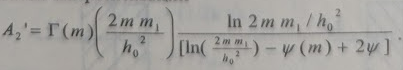 A₂' = Γ(m) (2 m m₁ / h₀²) ln 2 m m₁ / h₀² / [ln(2 m m₁ / h₀²) − ψ(m) + 2ψ] .